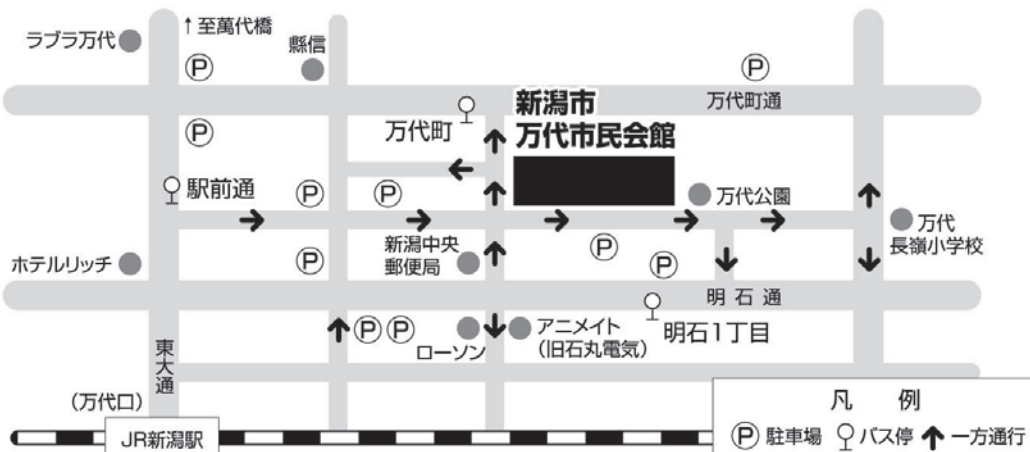 ↑至萬代橋
ラブラ万代
縣信
Ⓟ
Ⓟ
万代町通
新潟市
万代市民会館
Ⓟ
万代町
駅前通
Ⓟ
Ⓟ
万代公園
万代
長嶺小学校
新潟中央
郵便局
Ⓟ
ホテルリッチ
Ⓟ
Ⓟ
明石通
ⓅⓅ
ローソン
アニメイト
(旧石丸電気)
明石1丁目
東大通
(万代口)
JR新潟駅
凡例
Ⓟ 駐車場 バス停 ↑ 一方通行